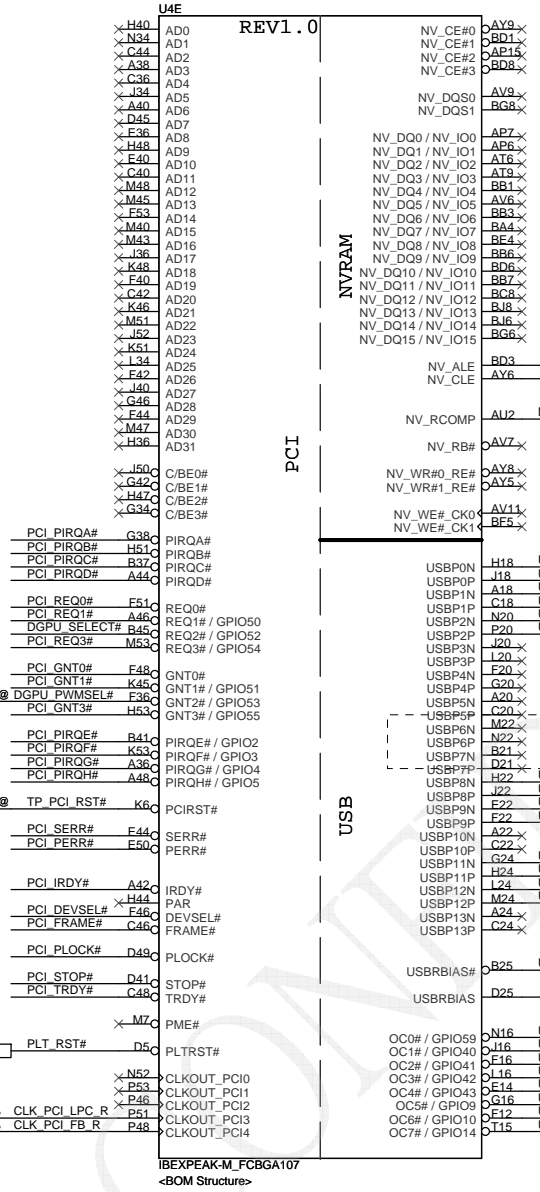 U4E
REV1.0
H40 AD0
N34 AD1
C44 AD2
A38 AD3
C36 AD4
J34 AD5
A40 AD6
D45 AD7
E36 AD8
H48 AD9
E40 AD10
C40 AD11
M48 AD12
M45 AD13
F53 AD14
M40 AD15
M43 AD16
J36 AD17
K48 AD18
F40 AD19
C42 AD20
K46 AD21
M51 AD22
J52 AD23
K51 AD24
L34 AD25
F42 AD26
J40 AD27
G46 AD28
F44 AD29
M47 AD30
H36 AD31
J50 C/BE0#
G42 C/BE1#
H47 C/BE2#
G34 C/BE3#
PCI_PIRQA# G38 PIRQA#
PCI_PIRQB# H51 PIRQB#
PCI_PIRQC# B37 PIRQC#
PCI_PIRQD# A44 PIRQD#
PCI_REQ0# F51 REQ0#
PCI_REQ1# A46 REQ1# / GPIO50
DGPU_SELECT# B45 REQ2# / GPIO52
PCI_REQ3# M53 REQ3# / GPIO54
PCI_GNT0# F48 GNT0#
PCI_GNT1# K45 GNT1# / GPIO51
@ DGPU_PWMSEL# F36 GNT2# / GPIO53
PCI_GNT3# H53 GNT3# / GPIO55
PCI_PIRQE# B41 PIRQE# / GPIO2
PCI_PIRQF# K53 PIRQF# / GPIO3
PCI_PIRQG# A36 PIRQG# / GPIO4
PCI_PIRQH# A48 PIRQH# / GPIO5
@ TP_PCI_RST# K6 PCIRST#
PCI_SERR# E44 SERR#
PCI_PERR# E50 PERR#
PCI_IRDY# A42 IRDY#
H44 PAR
PCI_DEVSEL# F46 DEVSEL#
PCI_FRAME# C46 FRAME#
PCI_PLOCK# D49 PLOCK#
PCI_STOP# D41 STOP#
PCI_TRDY# C48 TRDY#
M7 PME#
PLT_RST# D5 PLTRST#
N52 CLKOUT_PCI0
P53 CLKOUT_PCI1
P46 CLKOUT_PCI2
CLK_PCI_LPC_R P51 CLKOUT_PCI3
CLK_PCI_FB_R P48 CLKOUT_PCI4
PCI
NVRAM
USB
NV_CE#0 AY9
NV_CE#1 BD1
NV_CE#2 AP15
NV_CE#3 BD8
NV_DQS0 AV9
NV_DQS1 BG8
NV_DQ0 / NV_IO0 AP7
NV_DQ1 / NV_IO1 AP6
NV_DQ2 / NV_IO2 AT6
NV_DQ3 / NV_IO3 AT9
NV_DQ4 / NV_IO4 BB1
NV_DQ5 / NV_IO5 AV6
NV_DQ6 / NV_IO6 BB3
NV_DQ7 / NV_IO7 BA4
NV_DQ8 / NV_IO8 BE4
NV_DQ9 / NV_IO9 BB6
NV_DQ10 / NV_IO10 BD6
NV_DQ11 / NV_IO11 BB7
NV_DQ12 / NV_IO12 BC8
NV_DQ13 / NV_IO13 BJ8
NV_DQ14 / NV_IO14 BJ6
NV_DQ15 / NV_IO15 BG6
NV_ALE BD3
NV_CLE AY6
NV_RCOMP AU2
NV_RB# AV7
NV_WR#0_RE# AY8
NV_WR#1_RE# AY5
NV_WE#_CK0 AV11
NV_WE#_CK1 BF5
USBP0N H18
USBP0P J18
USBP1N A18
USBP1P C18
USBP2N N20
USBP2P P20
USBP3N J20
USBP3P L20
USBP4N F20
USBP4P G20
USBP5N A20
USBP5P C20
USBP6N M22
USBP6P N22
USBP7N B21
USBP7P D21
USBP8N H22
USBP8P J22
USBP9N E22
USBP9P F22
USBP10N A22
USBP10P C22
USBP11N G24
USBP11P H24
USBP12N L24
USBP12P M24
USBP13N A24
USBP13P C24
USBRBIAS# B25
USBRBIAS D25
OC0# / GPIO59 N16
OC1# / GPIO40 J16
OC2# / GPIO41 F16
OC3# / GPIO42 L16
OC4# / GPIO43 E14
OC5# / GPIO9 G16
OC6# / GPIO10 F12
OC7# / GPIO14 T15
IBEXPEAK-M_FCBGA107
<BOM Structure>